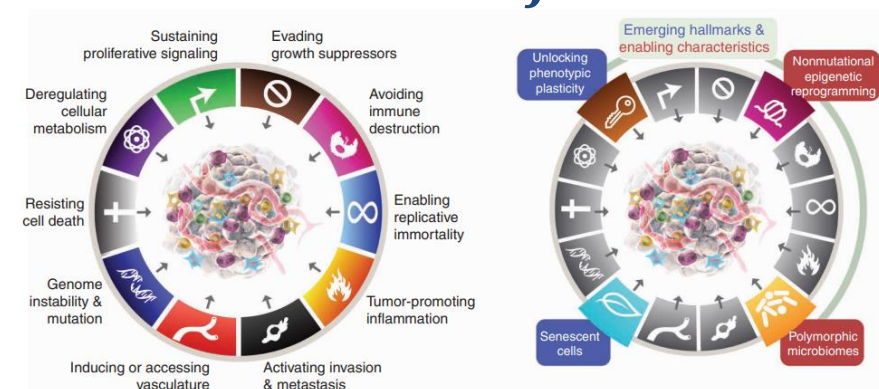 Sustaining
proliferative signaling
Evading
growth suppressors
Deregulating
cellular
metabolism
Avoiding
immune
destruction
Resisting
cell death
Enabling
replicative
immortality
Genome
instability &
mutation
Tumor-promoting
inflammation
Inducing or accessing
vasculature
Activating invasion
& metastasis
Emerging hallmarks &
enabling characteristics
Unlocking
phenotypic
plasticity
Nonmutational
epigenetic
reprogramming
Senescent
cells
Polymorphic
microbiomes